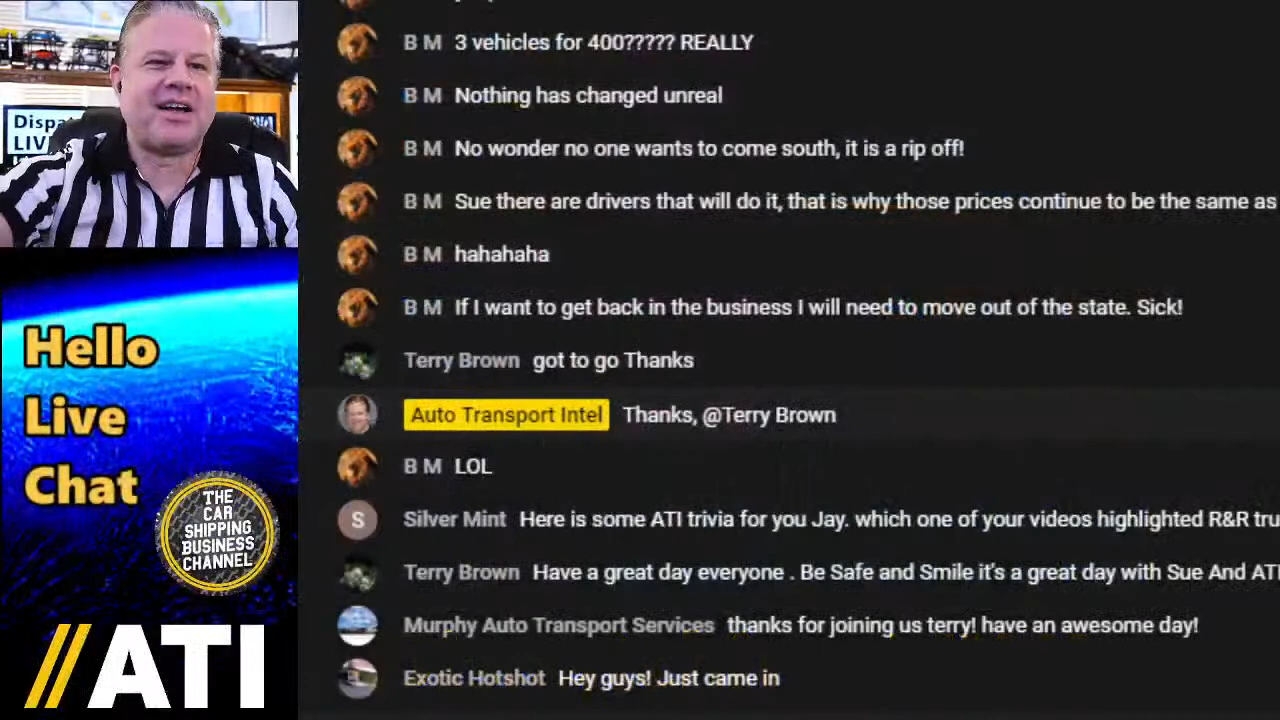 B M 3 vehicles for 400????? REALLY
B M Nothing has changed unreal
B M No wonder no one wants to come south, it is a rip off!
B M Sue there are drivers that will do it, that is why those prices continue to be the same as
B M hahahaha
B M If I want to get back in the business I will need to move out of the state. Sick!
Terry Brown got to go Thanks
Auto Transport Intel Thanks, @Terry Brown
B M LOL
S
Silver Mint Here is some ATI trivia for you Jay. which one of your videos highlighted R&R
Terry Brown Have a great day everyone . Be Safe and Smile it's a great day with Sue And ATI
Murphy Auto Transport Services thanks for joining us terry! have an awesome day!
Exotic Hotshot Hey guys! Just came in
LIV
Hello
Live
Chat
THE
CAR
SHIPPING
BUSINESS
CHANNEL
//ATI